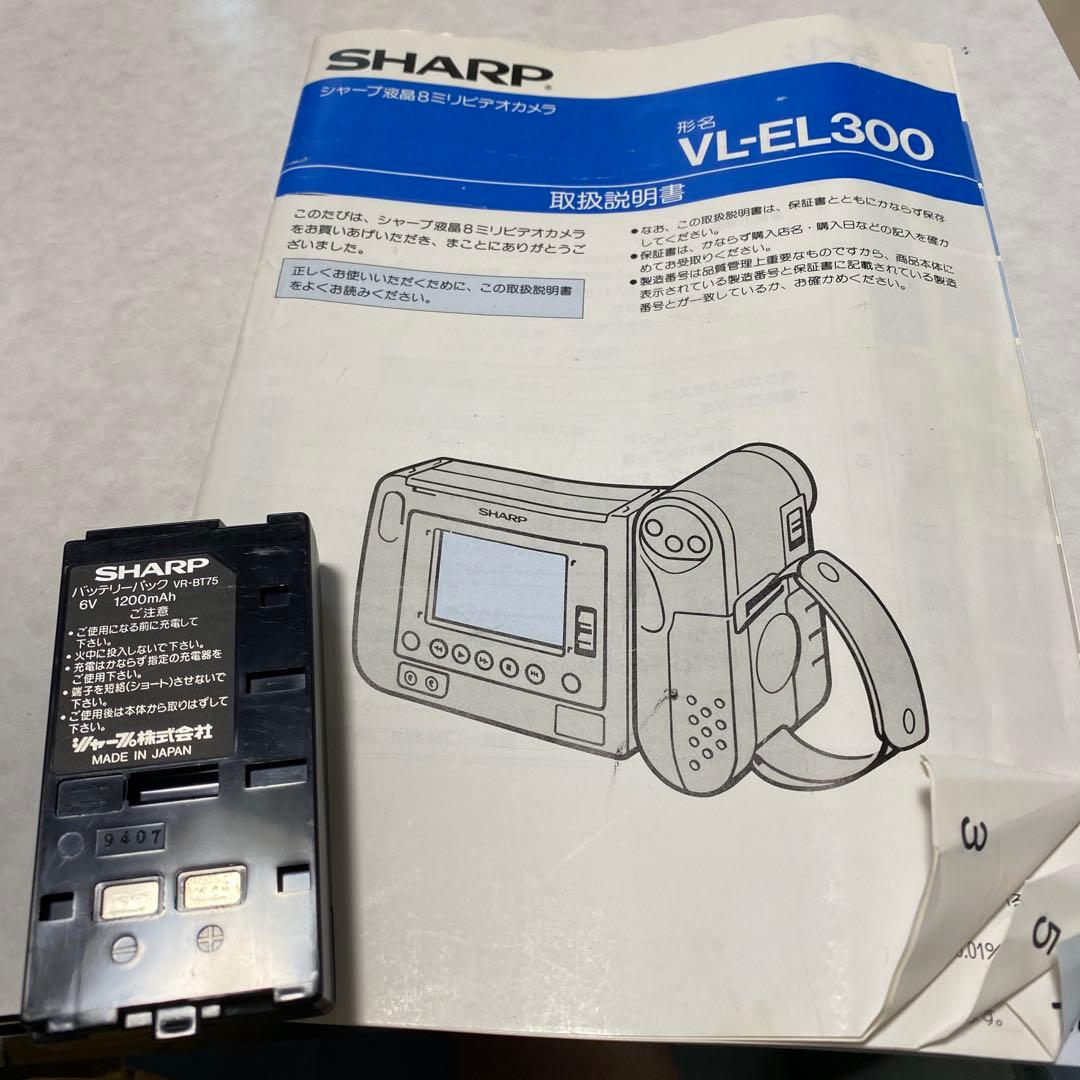 SHARP
シャープ液晶8ミリビデオカメラ
形名
VL-EL300
取扱説明書
このたびは、シャープ液晶8ミリビデオカメラ
をお買いあげいただき、まことにありがとうご
ざいました。
正しくお使いいただくために、この取扱説明書
をよくお読みください。
●なお、この取扱説明書は、保証書とともにかならず保存
してください。
●保証書は、かならず購入店名・購入日などの記入を確か
めてお受取りください。
●製造番号は品質管理上重要なものですから、商品本体に
表示されている製造番号と保証書に記載されている製造
番号とが一致しているか、お確かめください。
SHARP
SHARP
バッテリーパック VR-BT75
6V 1200mAh
ご注意
●ご使用になる前に充電して
下さい。
●火中に投入しないで下さい。
●充電はかならず指定の充電器を
ご使用下さい。
●端子を短絡(ショート)させないで
下さい。
●ご使用後は本体から取りはずして
下さい。
シャープ株式会社
MADE IN JAPAN
9407
3
5
.01%